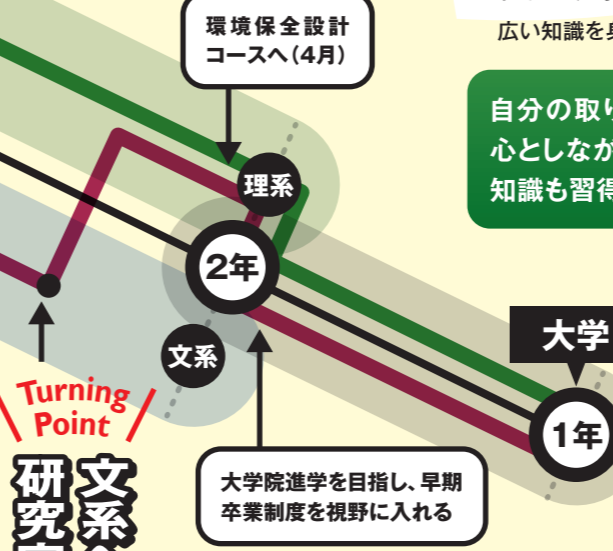 環境保全設計
コースへ（4月）
広い知識を
自分の取
心としなが
知識も習得
理系
2年
文系
大学
1年
Turning
Point
大学院進学を目指し、早期
卒業制度を視野に入れる
文系
研究